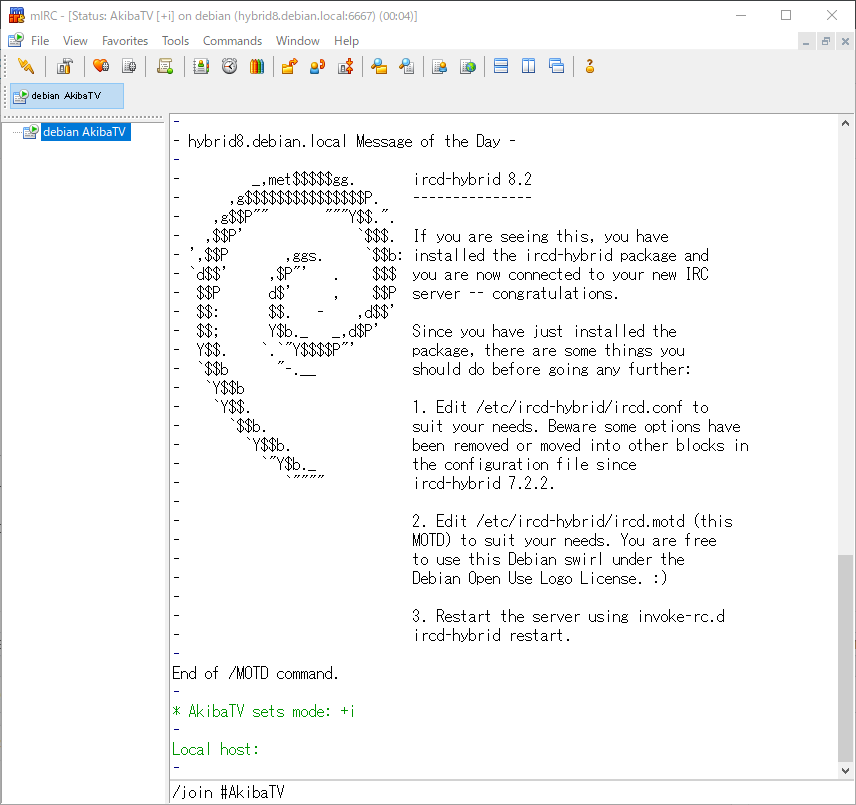 mIRC - [Status: AkibaTV [+i] on debian (hybrid8.debian.local:6667) (00:04)]
File View Favorites Tools Commands Window Help
debian AkibaTV
debian AkibaTV
-
- hybrid8.debian.local Message of the Day -
-
-         _,met$$$$$gg.       ircd-hybrid 8.2
-      ,g$$$$$$$$$$$$$$$P.    ---------------
-    ,g$$P""       """Y$$.".
-   ,$$P'              `$$$.  If you are seeing this, you have
- ',$$P       ,ggs.     `$$b: installed the ircd-hybrid package and
- `d$$'     ,$P"'   .    $$$  you are now connected to your new IRC
-  $$P      d$'     ,    $$P  server -- congratulations.
-  $$:      $$.   -    ,d$$'
-  $$;      Y$b._   _,d$P'    Since you have just installed the
-  Y$$.    `.`"Y$$$$P"'       package, there are some things you
-  `$$b      "-.__            should do before going any further:
-   `Y$$b
-    `Y$$.                    1. Edit /etc/ircd-hybrid/ircd.conf to
-      `$$b.                  suit your needs. Beware some options have
-        `Y$$b.               been removed or moved into other blocks in
-          `"Y$b._            the configuration file since
-             `""""           ircd-hybrid 7.2.2.
-
-                             2. Edit /etc/ircd-hybrid/ircd.motd (this
-                             MOTD) to suit your needs. You are free
-                             to use this Debian swirl under the
-                             Debian Open Use Logo License. :)
-
-                             3. Restart the server using invoke-rc.d
-                             ircd-hybrid restart.
-
End of /MOTD command.
-
* AkibaTV sets mode: +i
-
Local host:
-
/join #AkibaTV